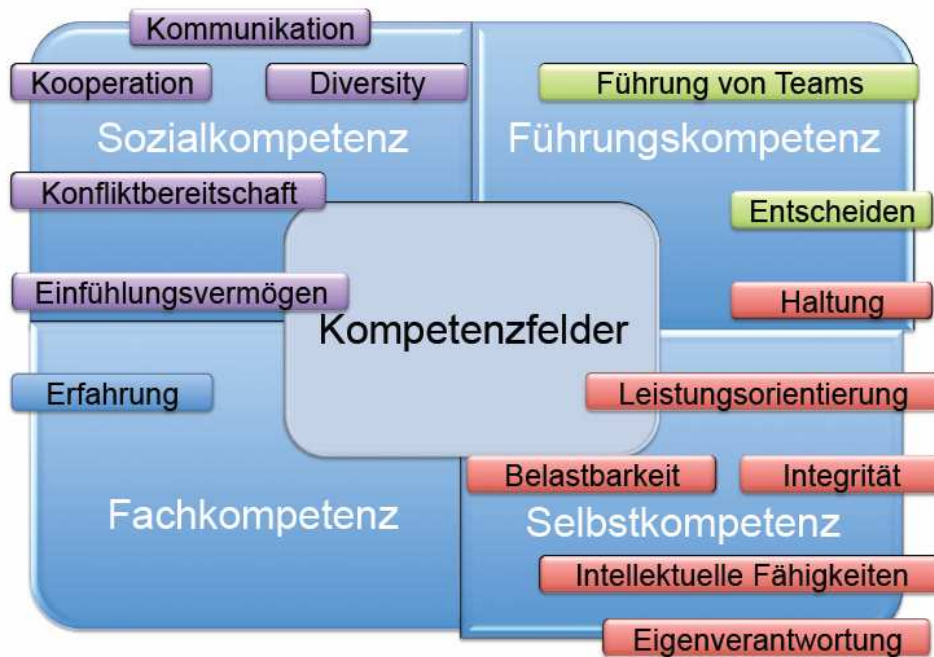 Kommunikation
Kooperation
Diversity
Führung von Teams
Sozialkompetenz
Führungskompetenz
Konfliktbereitschaft
Entscheiden
Einfühlungsvermögen
Haltung
Kompetenzfelder
Erfahrung
Leistungsorientierung
Belastbarkeit
Integrität
Fachkompetenz
Selbstkompetenz
Intellektuelle Fähigkeiten
Eigenverantwortung